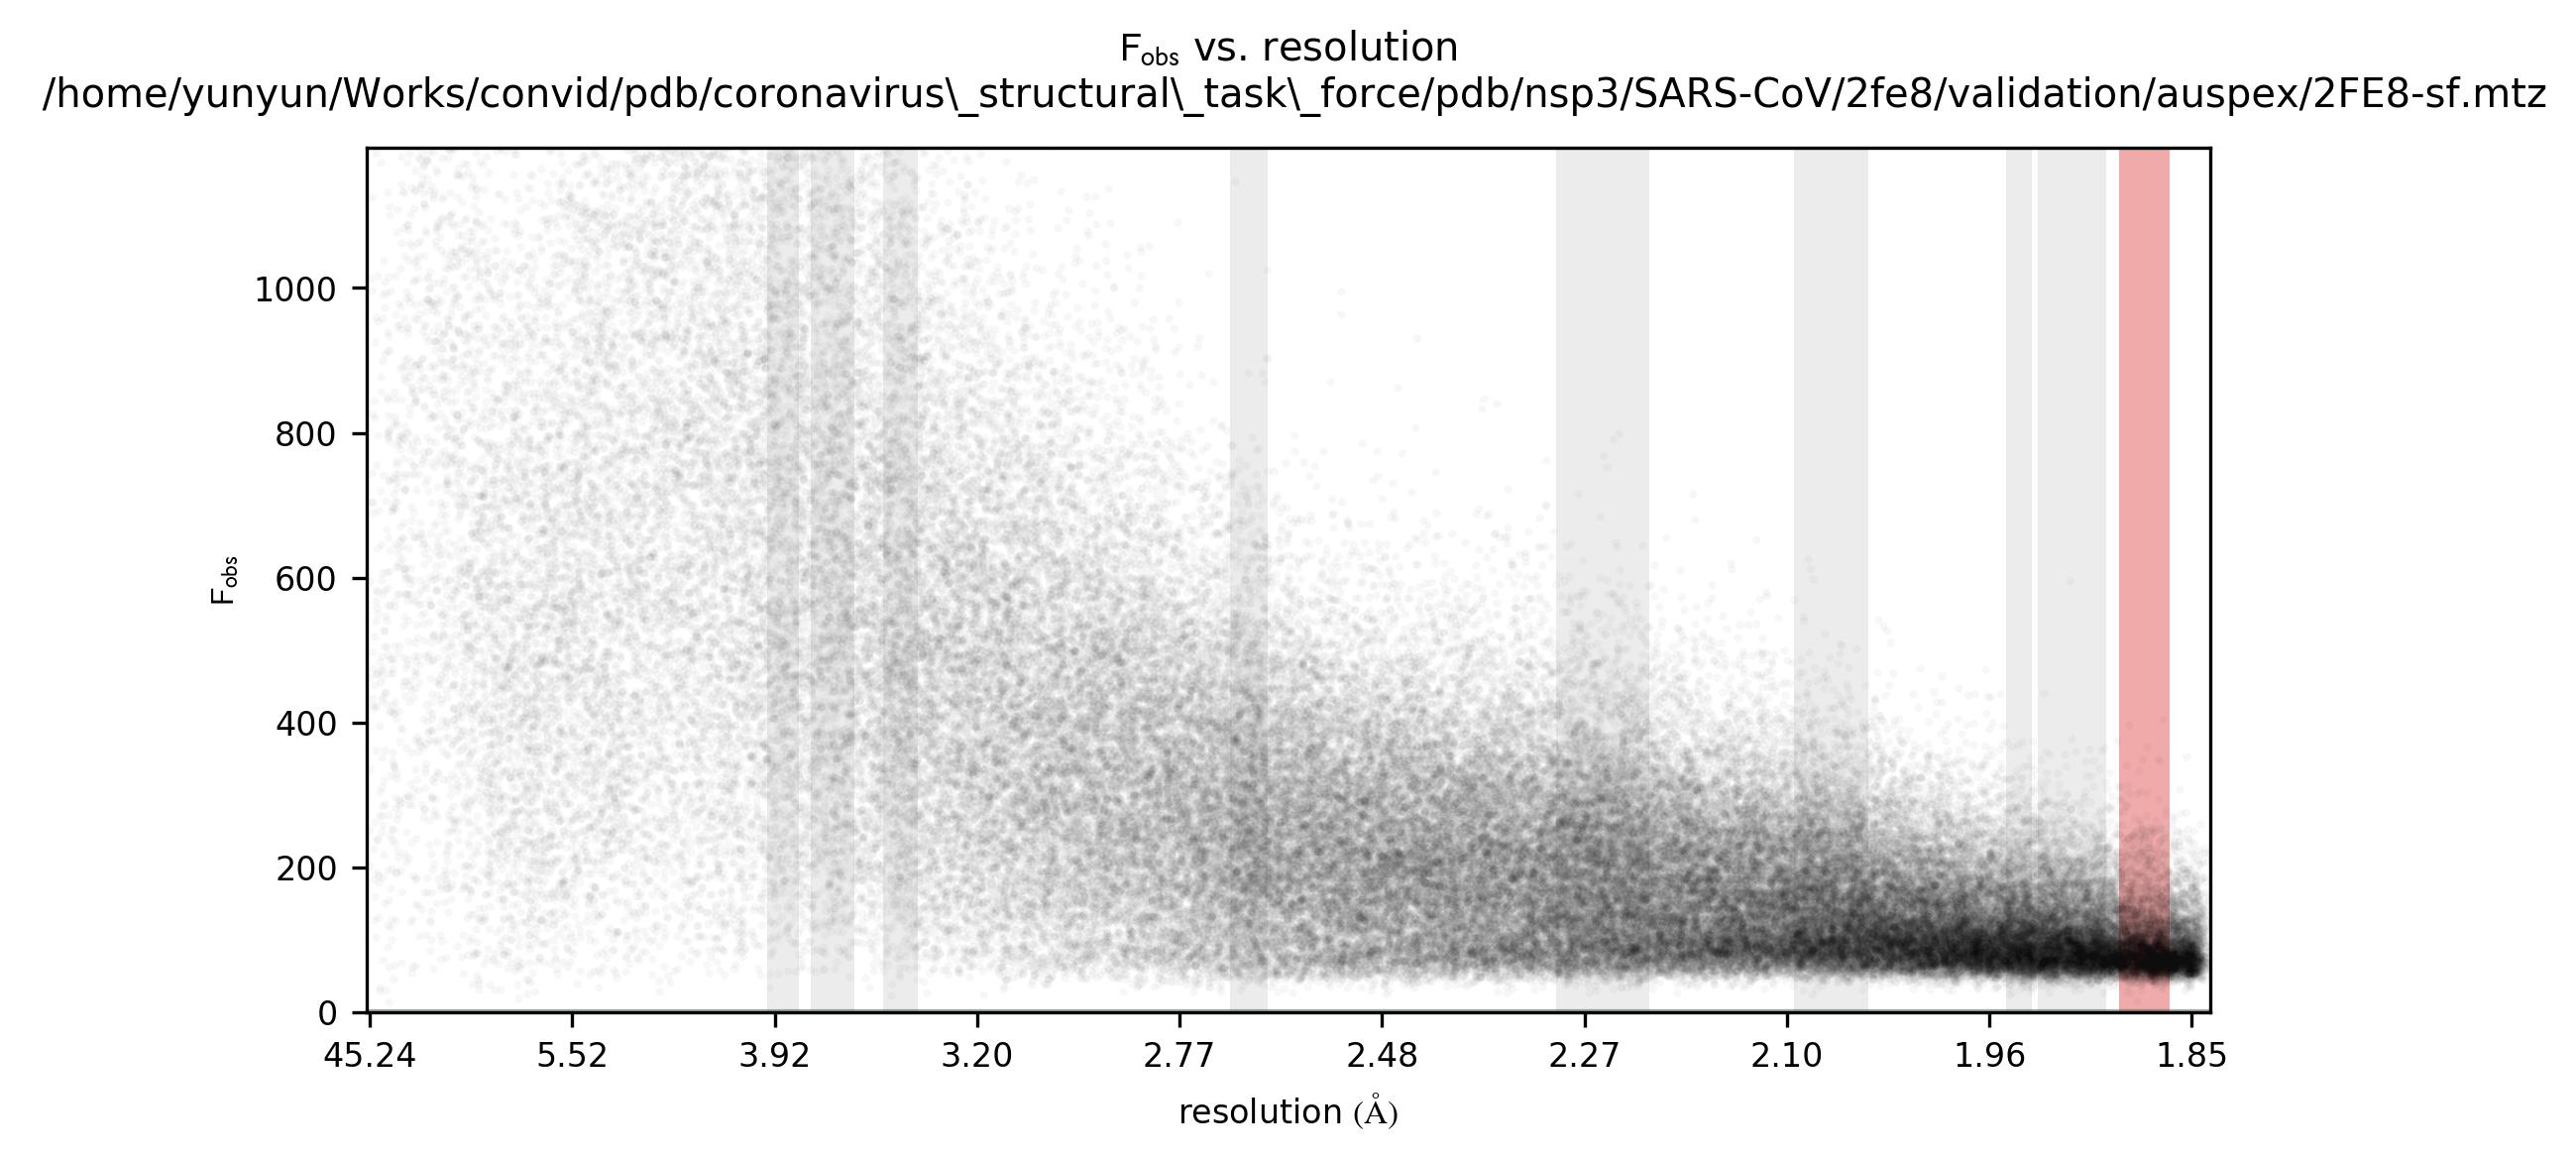 Fobs vs. resolution
/home/yunyun/Works/convid/pdb/coronavirus\_structural\_task\_force/pdb/nsp3/SARS-CoV/2fe8/validation/auspex/2FE8-sf.mtz
1000
800
600
400
200
0
Fobs
45.24 5.52 3.92 3.20 2.77 2.48 2.27 2.10 1.96 1.85
resolution (Å)